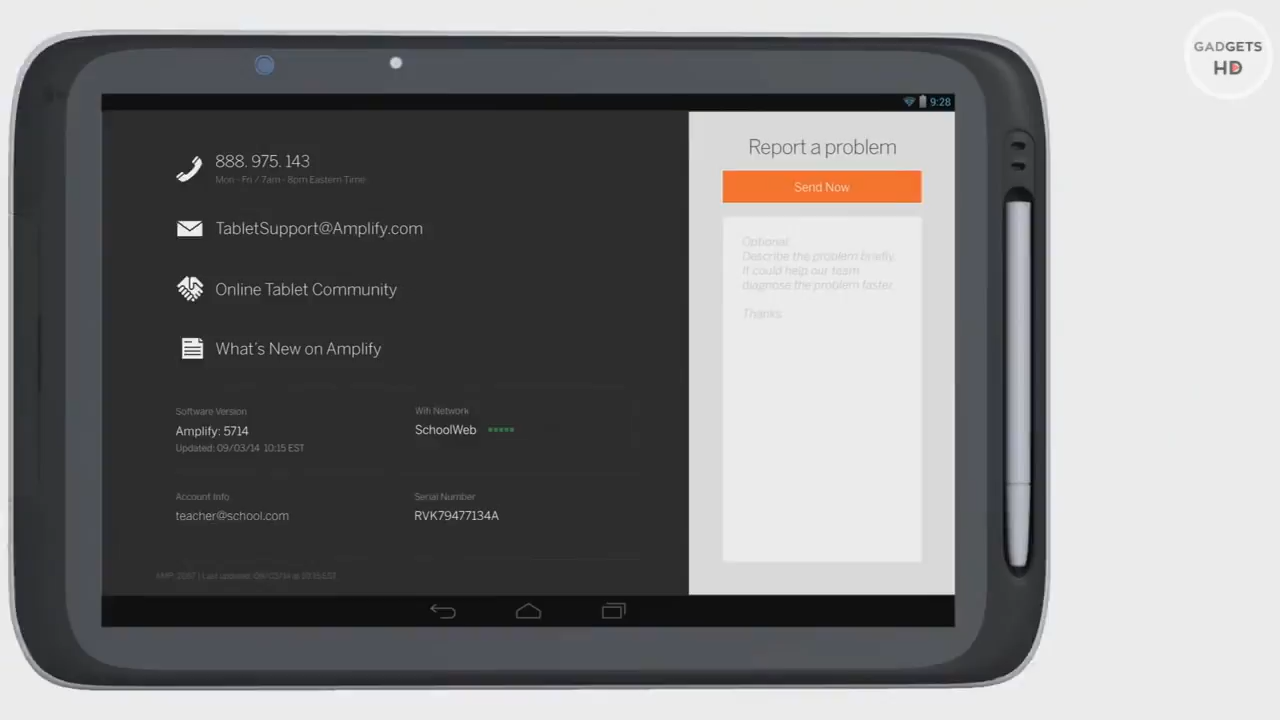 GADGETS
HD
9:28
888. 975. 143
Mon - Fri / 7am - 8pm Eastern Time
TabletSupport@Amplify.com
Online Tablet Community
What's New on Amplify
Software Version
Amplify: 5714
Updated: 09/03/14 10:15 EST
Wifi Network
SchoolWeb
Account Info
teacher@school.com
Serial Number
RVK79477134A
Last updated:
Report a problem
Send Now
Optional
Describe the problem briefly.
It could help our team
diagnose the problem faster.
Thanks